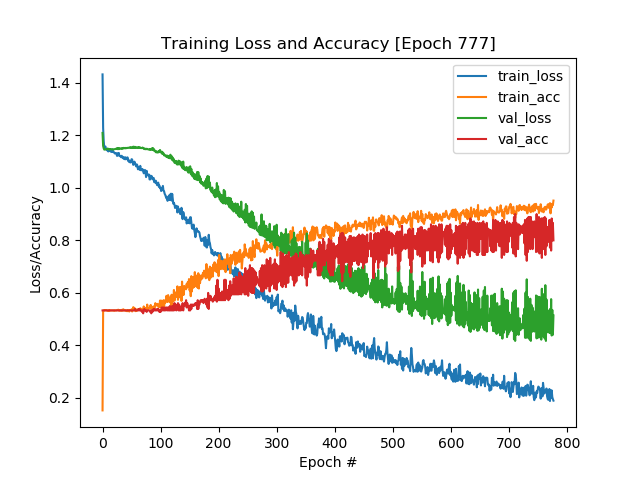 Training Loss and Accuracy [Epoch 777]
train_loss
train_acc
val_loss
val_acc
1.4
1.2
1.0
0.8
0.6
0.4
0.2
Loss/Accuracy
0 100 200 300 400 500 600 700 800
Epoch #